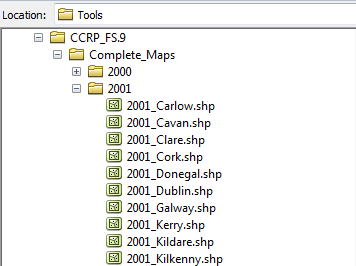 Location: Tools
CCRP_FS.9
Complete_Maps
2000
2001
2001_Carlow.shp
2001_Cavan.shp
2001_Clare.shp
2001_Cork.shp
2001_Donegal.shp
2001_Dublin.shp
2001_Galway.shp
2001_Kerry.shp
2001_Kildare.shp
2001_Kilkenny.shp